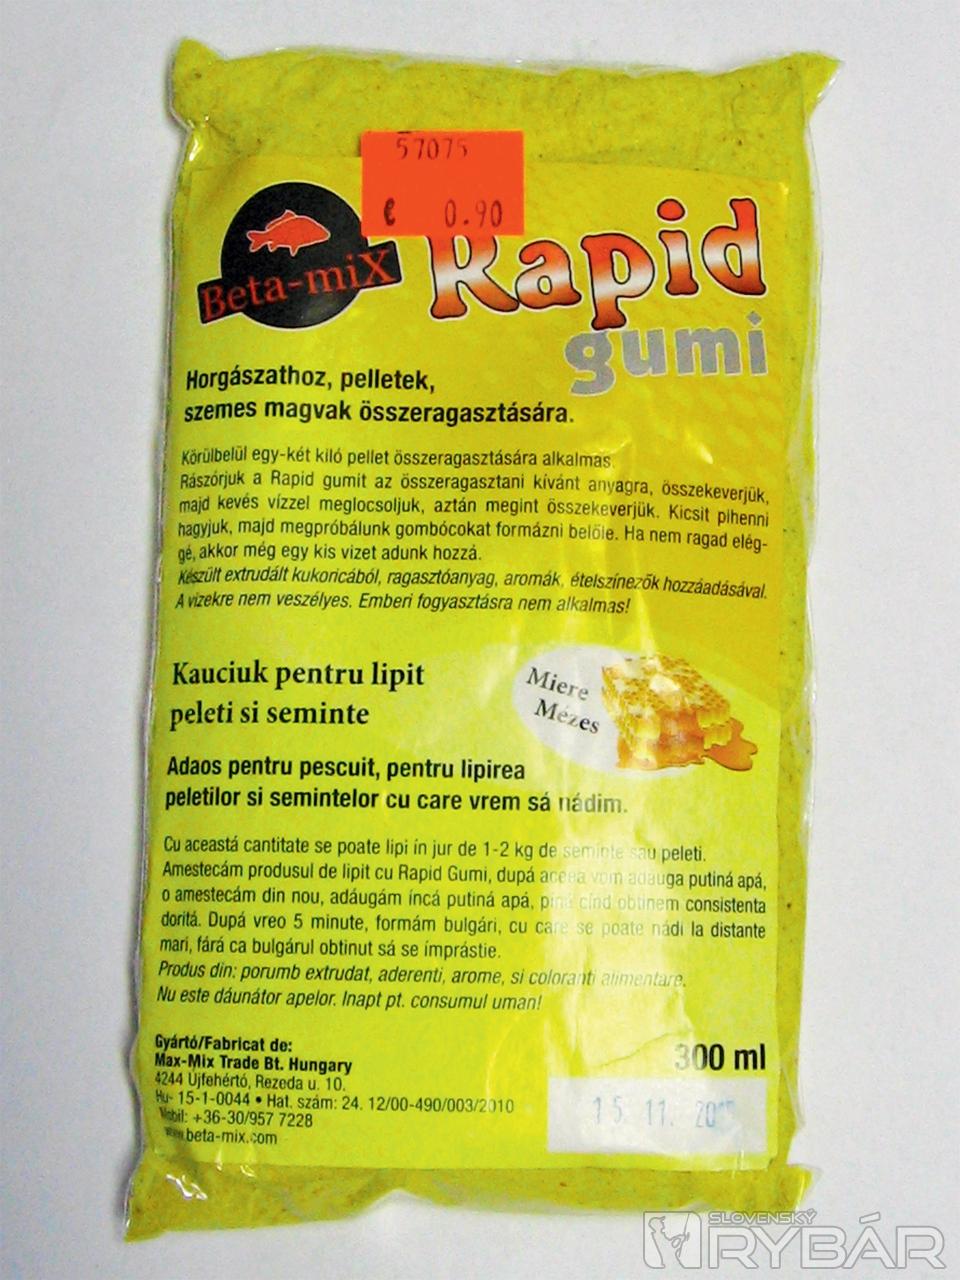 57075
€ 0.90
Beta-miX
Rapid
gumi
Horgászathoz, pelletek,
szemes magvak összeragasztására.
Körülbelül egy-két kiló pellet összeragasztására alkalmas.
Rászórjuk a Rapid gumit az összeragasztani kívánt anyagra, összekeverjük,
majd kevés vízzel meglocsoljuk, aztán megint összekeverjük. Kicsit pihenni
hagyjuk, majd megpróbálunk gombócokat formázni belőle. Ha nem ragad elég-
gé, akkor még egy kis vizet adunk hozzá.
Készült extrudált kukoricából, ragasztóanyag, aromák, ételszínezők hozzáadásával.
A vizekre nem veszélyes. Emberi fogyasztásra nem alkalmas!
Kauciuk pentru lipit
peleti si seminte
Miere
Mézes
Adaos pentru pescuit, pentru lipirea
peletilor si semintelor cu care vrem sá nádim.
Cu aceastá cantitate se poate lipi ín jur de 1-2 kg de seminte sau peleti.
Amestecám produsul de lipit cu Rapid Gumi, dupá aceea vom adauga putiná apá,
o amestecám din nou, adáugám íncá putiná apá, piná cínd obtinem consistenta
doritá. Dupá vreo 5 minute, formám bulgári, cu care se poate nádi la distante
mari, fárá ca bulgárul obtinut sá se ímprástie.
Produs din: porumb extrudat, aderenti, arome, si coloranti alimentare.
Nu este dáunátor apelor. Inapt pt. consumul uman!
Gyártó/Fabricat de:
Max-Mix Trade Bt. Hungary
4244 Újfehértó, Rezeda u. 10.
Hu- 15-1-0044 • Hat. szám: 24. 12/00-490/003/2010
Mobil: +36-30/957 7228
www.beta-mix.com
300 ml
15. 11.
SLOVENSKÝ
RYBÁR